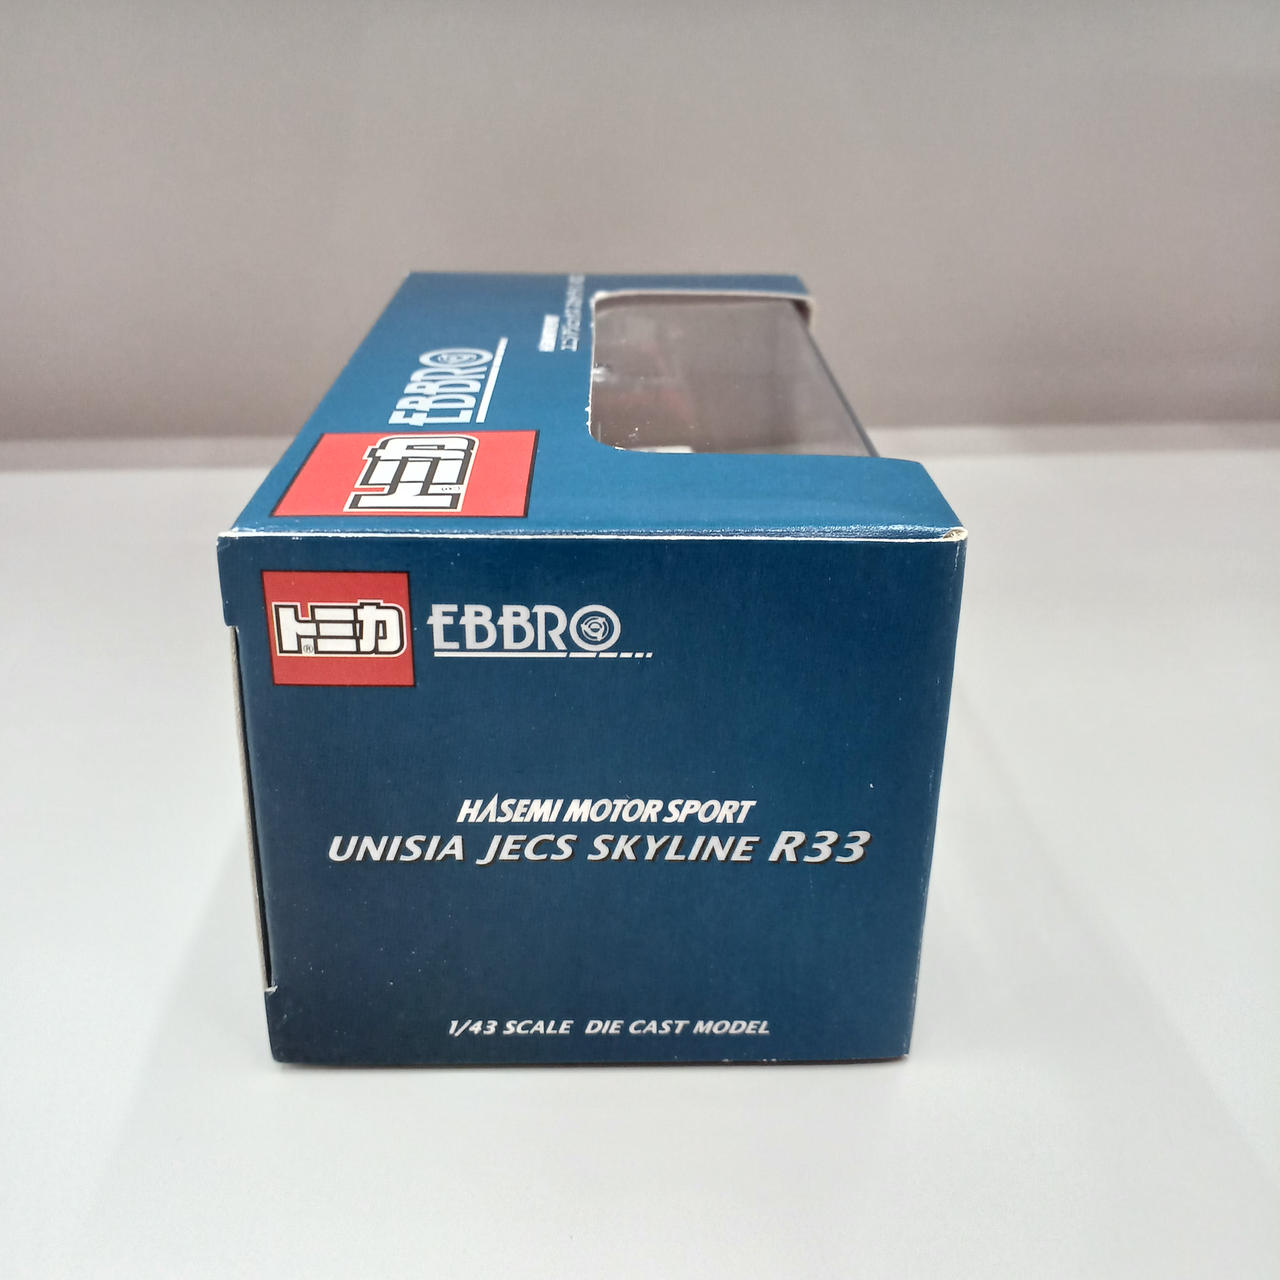 EBBRO
トミカ
トミカ
EBBRO
HASEMI MOTOR SPORT
UNISIA JECS SKYLINE R33
1/43 SCALE DIE CAST MODEL